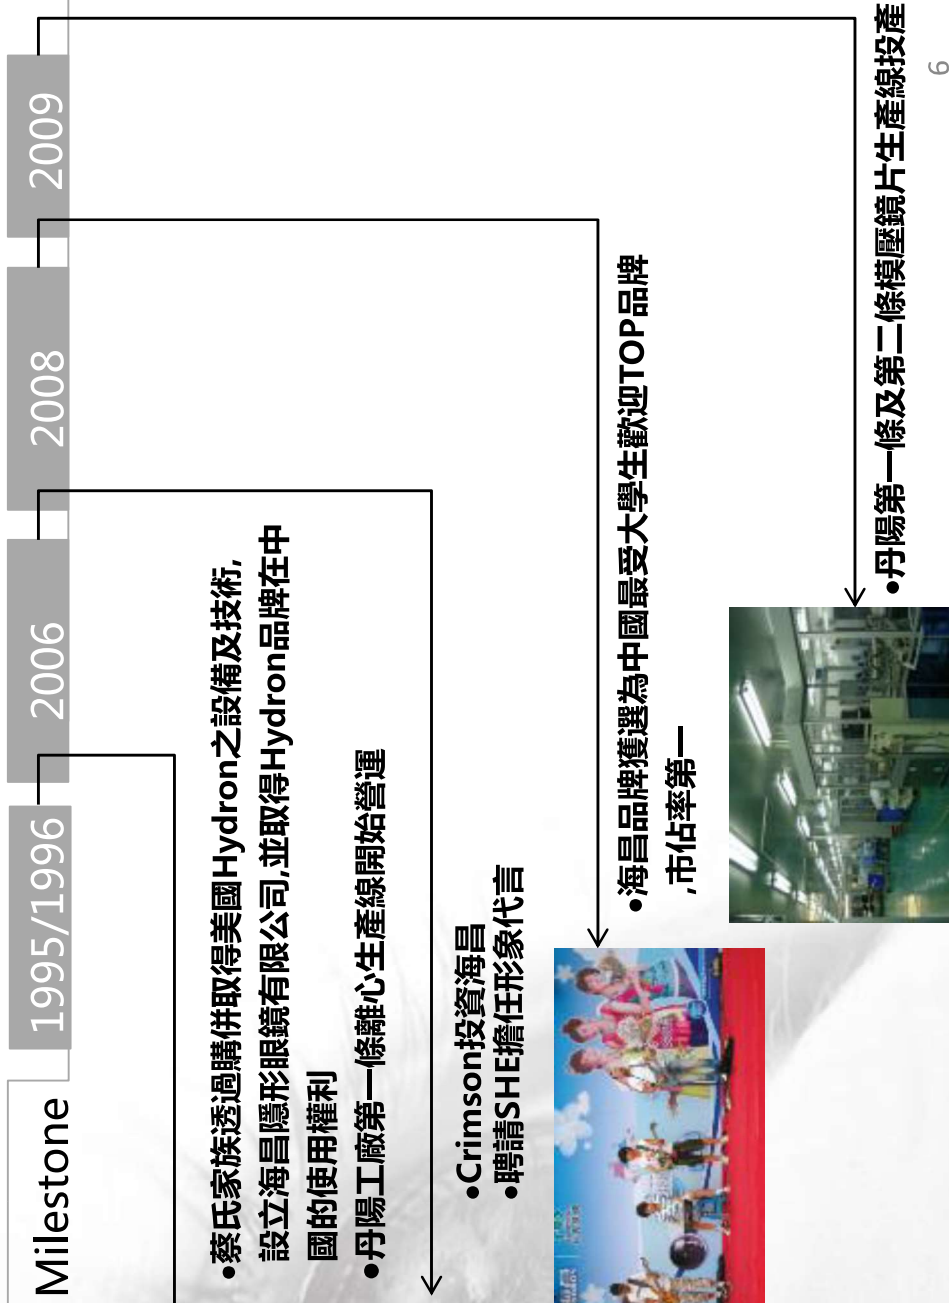 Milestone
1995/1996
2006
2008
2009
•蔡氏家族透過購併取得美國Hydron之設備及技術,
設立海昌隱形眼鏡有限公司,並取得Hydron品牌在中
國的使用權利
•丹陽工廠第一條離心生產線開始營運
•Crimson投資海昌
•聘請SHE擔任形象代言
•海昌品牌獲選為中國最受大學生歡迎TOP品牌
,市佔率第一
•丹陽第一條及第二條模壓鏡片生產線投產
6